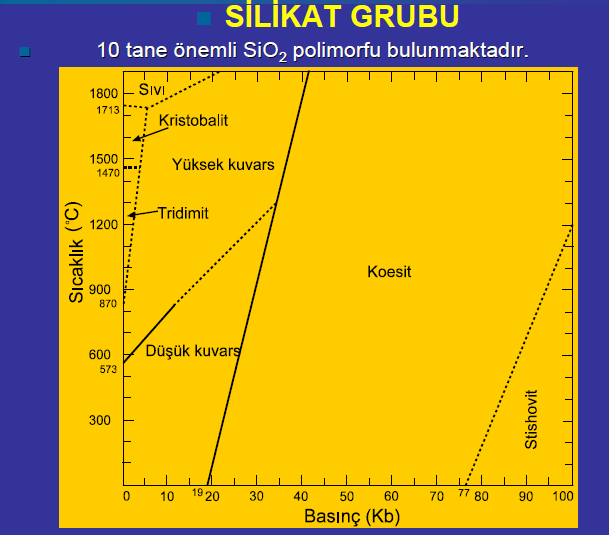 SİLİKAT GRUBU
10 tane önemli SiO₂ polimorfu bulunmaktadır.
Sıvı
1800
1713
Kristobalit
1500
1470
Yüksek kuvars
Tridimit
1200
Sıcaklık (°C)
Koesit
900
870
600
573
Düşük kuvars
300
Stishovit
0 10 19 20 30 40 50 60 70 77 80 90 100
Basınç (Kb)